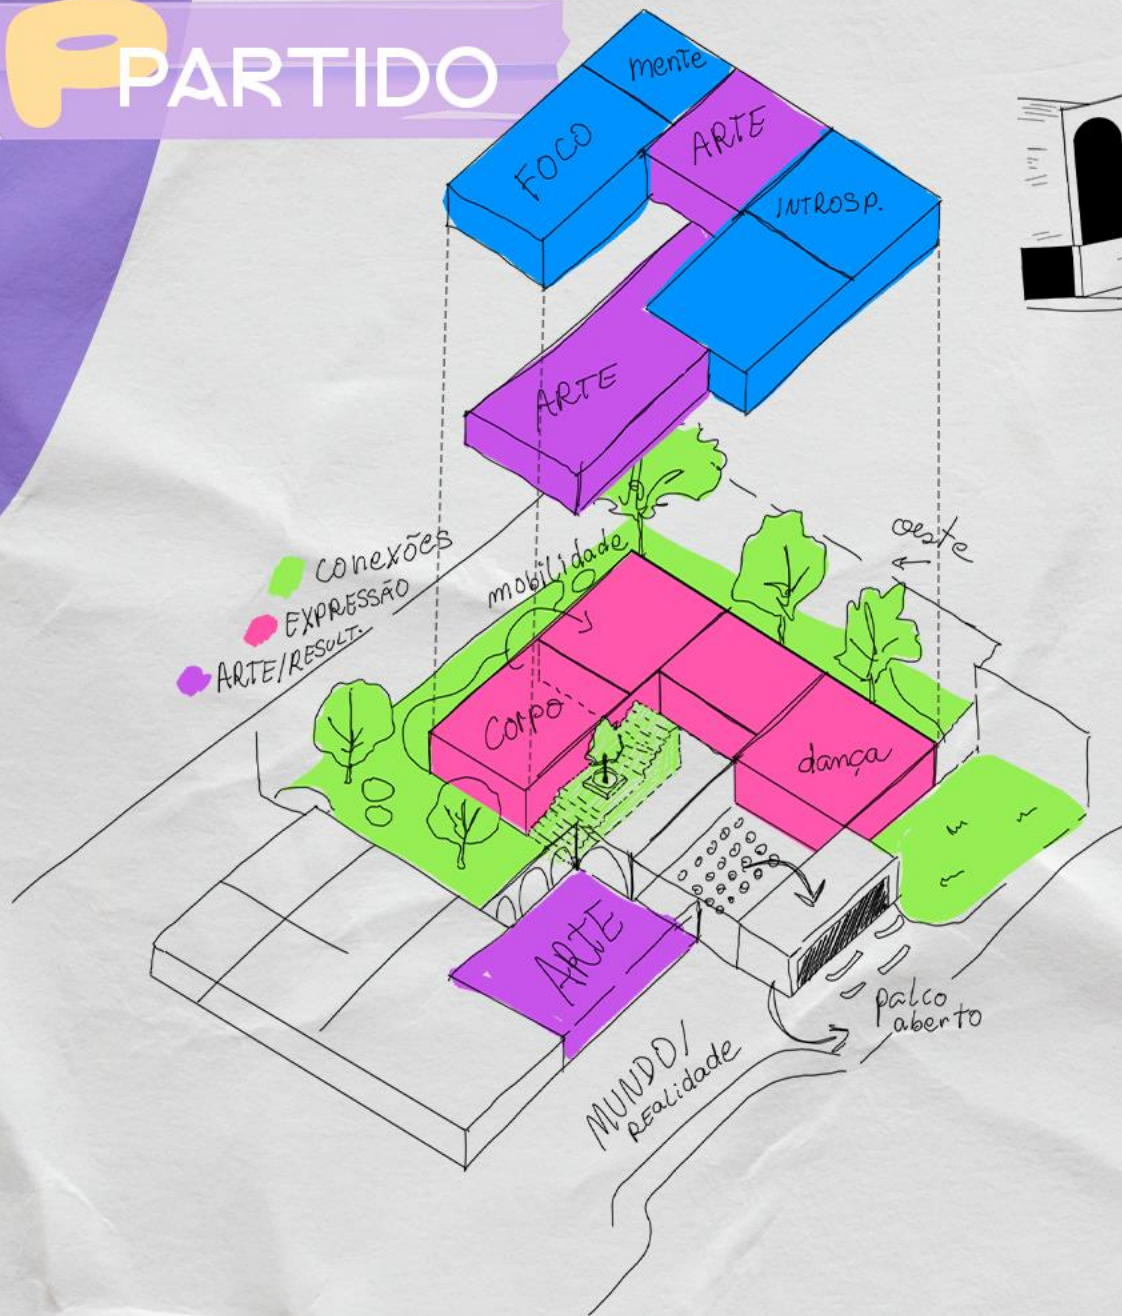 PARTIDO
mente
FOCO
ARTE
INTROSP.
ARTE
oeste
conexões
mobilidade
EXPRESSÃO
ARTE/RESULT.
corpo
dança
ARTE
palco
aberto
MUNDO/
REalidade